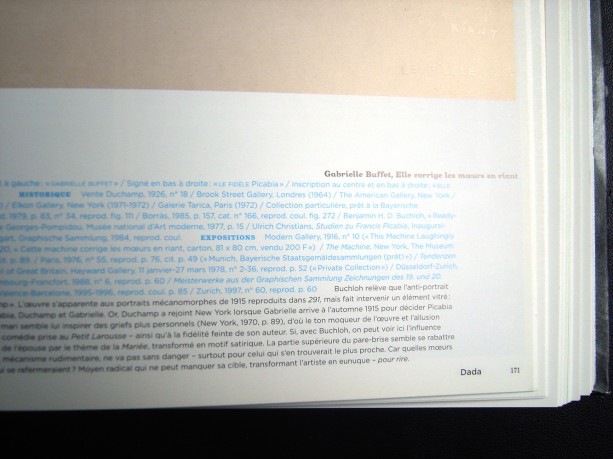 Gabrielle Buffet, Elle corrige les mœurs en riant
à gauche : « GABRIELLE BUFFET » / Signé en bas à droite : « LE FIDÈLE Picabia » / inscription au centre et en bas à droite : « ELLE
HISTORIQUE Vente Duchamp, 1926, n° 18 / Brook Street Gallery, Londres (1964) / The American Gallery, New York
/ Elkon Gallery, New York (1971-1972) / Galerie Tarica, Paris (1972) / Collection particulière, prêt à la Bayerische
1979, p. 83, n° 34, reprod. fig. 111 / Borràs, 1985, p. 157, cat. n° 166, reprod. coul. fig. 272 / Benjamin H. D. Buchloh, « Ready-
Georges-Pompidou, Musée national d'art moderne, 1977, p. 15 / Ulrich Christians, Studien zu Francis Picabia, Inaugural-
Graphische Sammlung, 1984, reprod. coul. EXPOSITIONS Modern Gallery, 1916, n° 10 (« This Machine Laughingly
20, « Cette machine corrige les mœurs en riant, carton, 81 x 80 cm, vendu 200 F ») / The Machine, New York, The Museum
p. 89 / Paris, 1976, n° 55, reprod. p. 76, cit. p. 49 (« Munich, Bayerische Staatsgemäldesammlungen (prêt) ») / Tendenzen
of Great Britain, Hayward Gallery, 11 janvier-27 mars 1978, n° 2-36, reprod. p. 52 (« Private Collection ») / Düsseldorf-Zurich,
-Francfort, 1988, n° 6, reprod. p. 60 / Meisterwerke aus der Graphischen Sammlung Zeichnungen des 19. und 20.
-Barcelone, 1995-1996, reprod. coul. p. 85 / Zurich, 1997, n° 60, reprod. p. 60 Buchloh relève que l'anti-portrait
». L'œuvre s'apparente aux portraits mécanomorphes de 1915 reproduits dans 291, mais fait intervenir un élément vitre :
Duchamp et Gabrielle. Or, Duchamp a rejoint New York lorsque Gabrielle arrive à l'automne 1915 pour décider Picabia
mari semble lui inspirer des griefs plus personnels (New York, 1970, p. 89), d'où le ton moqueur de l'œuvre et l'allusion
comédie prise au Petit Larousse – ainsi qu'à la fidélité feinte de son auteur. Si, avec Buchloh, on peut voir ici l'influence
de l'épouse par le thème de la Mariée, transformé en motif satirique. La partie supérieure du pare-brise semble se rabattre
mécanisme rudimentaire, ne va pas sans danger – surtout pour celui qui s'en trouverait le plus proche. Car quelles mœurs
se refermeraient ? Moyen radical qui ne peut manquer sa cible, transformant l'artiste en eunuque – pour rire.
Dada 171